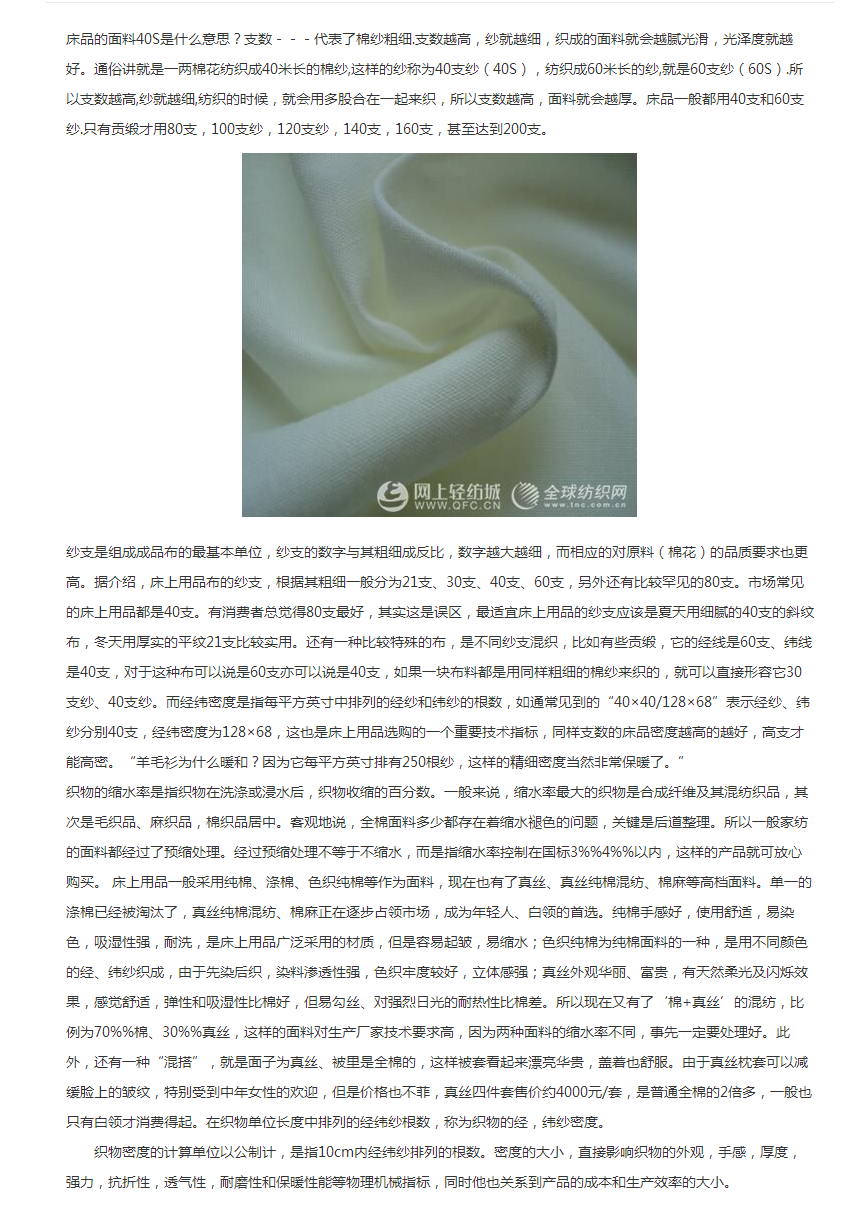 床品的面料40S是什么意思？支数－－－代表了棉纱粗细.支数越高，纱就越细，织成的面料就会越腻光滑，光泽度就越
好。通俗讲就是一两棉花纺织成40米长的棉纱,这样的纱称为40支纱（40S），纺织成60米长的纱,就是60支纱（60S）.所
以支数越高,纱就越细,纺织的时候，就会用多股合在一起来织，所以支数越高，面料就会越厚。床品一般都用40支和60支
纱.只有贡缎才用80支，100支纱，120支纱，140支，160支，甚至达到200支。
网上轻纺城
WWW.QFC.CN
全球纺织网
www.tnc.com.cn
纱支是组成成品布的最基本单位，纱支的数字与其粗细成反比，数字越大越细，而相应的对原料（棉花）的品质要求也更
高。据介绍，床上用品布的纱支，根据其粗细一般分为21支、30支、40支、60支，另外还有比较罕见的80支。市场常见
的床上用品都是40支。有消费者总觉得80支最好，其实这是误区，最适宜床上用品的纱支应该是夏天用细腻的40支的斜纹
布，冬天用厚实的平纹21支比较实用。还有一种比较特殊的布，是不同纱支混织，比如有些贡缎，它的经线是60支、纬线
是40支，对于这种布可以说是60支亦可以说是40支，如果一块布料都是用同样粗细的棉纱来织的，就可以直接形容它30
支纱、40支纱。而经纬密度是指每平方英寸中排列的经纱和纬纱的根数，如通常见到的“40×40/128×68”表示经纱、纬
纱分别40支，经纬密度为128×68，这也是床上用品选购的一个重要技术指标，同样支数的床品密度越高的越好，高支才
能高密。“羊毛衫为什么暖和？因为它每平方英寸排有250根纱，这样的精细密度当然非常保暖了。”
织物的缩水率是指织物在洗涤或浸水后，织物收缩的百分数。一般来说，缩水率最大的织物是合成纤维及其混纺织品，其
次是毛织品、麻织品，棉织品居中。客观地说，全棉面料多少都存在着缩水褪色的问题，关键是后道整理。所以一般家纺
的面料都经过了预缩处理。经过预缩处理不等于不缩水，而是指缩水率控制在国标3%%4%%以内，这样的产品就可放心
购买。 床上用品一般采用纯棉、涤棉、色织纯棉等作为面料，现在也有了真丝、真丝纯棉混纺、棉麻等高档面料。单一的
涤棉已经被淘汰了，真丝纯棉混纺、棉麻正在逐步占领市场，成为年轻人、白领的首选。纯棉手感好，使用舒适，易染
色，吸湿性强，耐洗，是床上用品广泛采用的材质，但是容易起皱，易缩水；色织纯棉为纯棉面料的一种，是用不同颜色
的经、纬纱织成，由于先染后织，染料渗透性强，色织牢度较好，立体感强；真丝外观华丽、富贵，有天然柔光及闪烁效
果，感觉舒适，弹性和吸湿性比棉好，但易勾丝、对强烈日光的耐热性比棉差。所以现在又有了‘棉+真丝’的混纺，比
例为70%%棉、30%%真丝，这样的面料对生产厂家技术要求高，因为两种面料的缩水率不同，事先一定要处理好。此
外，还有一种“混搭”，就是面子为真丝、被里是全棉的，这样被套看起来漂亮华贵，盖着也舒服。由于真丝枕套可以减
缓脸上的皱纹，特别受到中年女性的欢迎，但是价格也不菲，真丝四件套售价约4000元/套，是普通全棉的2倍多，一般也
只有白领才消费得起。在织物单位长度中排列的经纬纱根数，称为织物的经，纬纱密度。
织物密度的计算单位以公制计，是指10cm内经纬纱排列的根数。密度的大小，直接影响织物的外观，手感，厚度，
强力，抗折性，透气性，耐磨性和保暖性能等物理机械指标，同时他也关系到产品的成本和生产效率的大小。